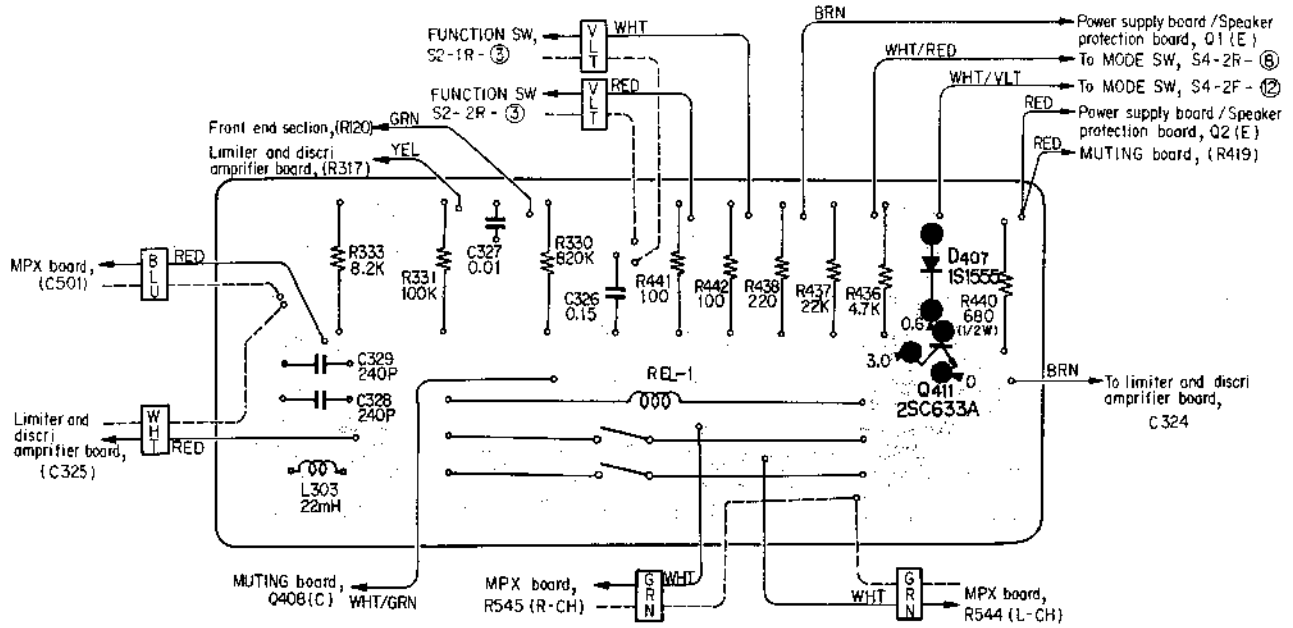 FUNCTION SW,
S2-1R-③
VLT
WHT
FUNCTION SW
S2-2R-③
VLT
RED
BRN
Power supply board/Speaker
protection board, Q1(E)
WHT/RED
To MODE SW, S4-2R-⑧
WHT/VLT
To MODE SW, S4-2F-⑫
RED
Power supply board/Speaker
protection board, Q2(E)
RED
MUTING board, (R419)
Front end section,(R120)
GRN
Limiter and discri
amprifier board,(R317)
YEL
MPX board,
(C501)
BLU
RED
R333
8.2K
R331
100K
C327
0.01
R330
820K
C326
0.15
R441
100
R442
100
R438
220
R437
22K
R436
4.7K
D407
1S1555
R440
680
(1/2W)
0.6
3.0
0
Q411
2SC633A
C329
240P
C328
240P
REL-1
BRN
To limiter and discri
amprifier board,
C324
Limiter and
discri
amprifier board,
(C325)
WHT
RED
L303
22mH
MUTING board,
Q408(C)
WHT/GRN
MPX board,
R545 (R-CH)
GRN
WHT
WHT
GRN
MPX board,
R544 (L-CH)